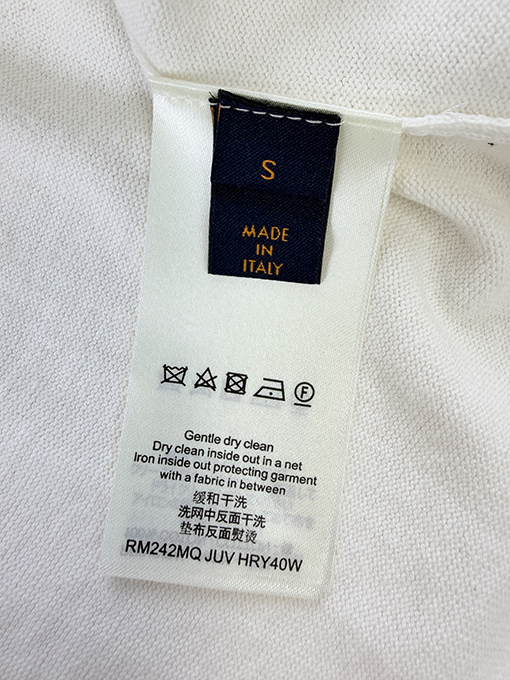 S
MADE
IN
ITALY
F
Gentle dry clean
Dry clean inside out in a net
Iron inside out protecting garment
with a fabric in between
缓和干洗
洗网中反面干洗
垫布反面熨烫
RM242MQ JUV HRY40W